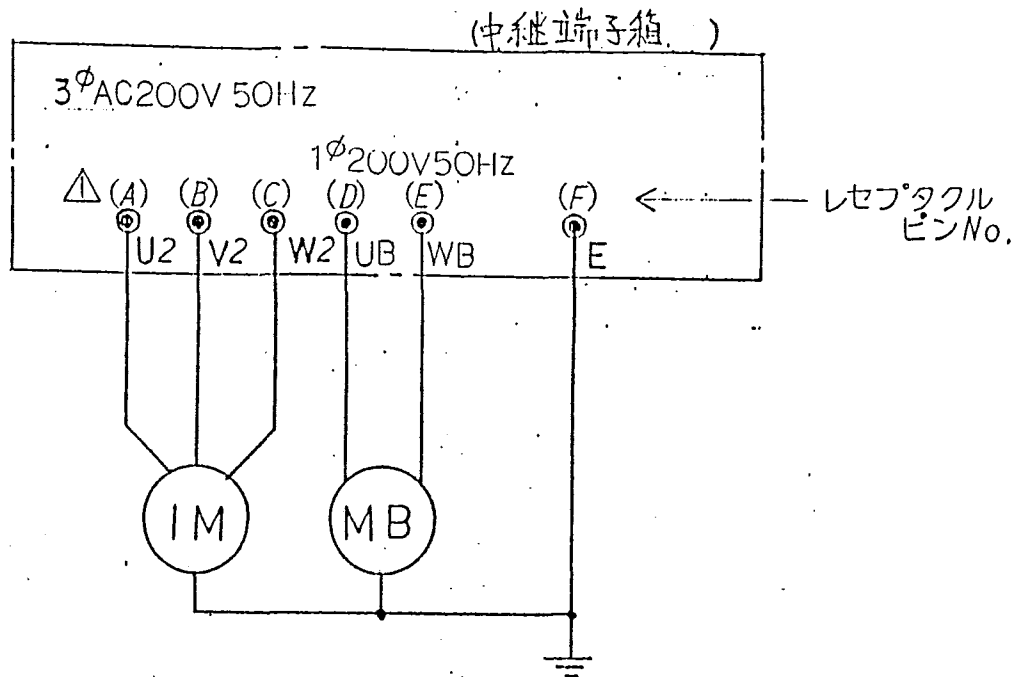 (中継端子箱 )
3φAC200V 50Hz
1φ200V50Hz
1 (A) (B) (C) (D) (E) (F)
レセプタクル
ピンNo.
U2 V2 W2 UB WB E
IM MB